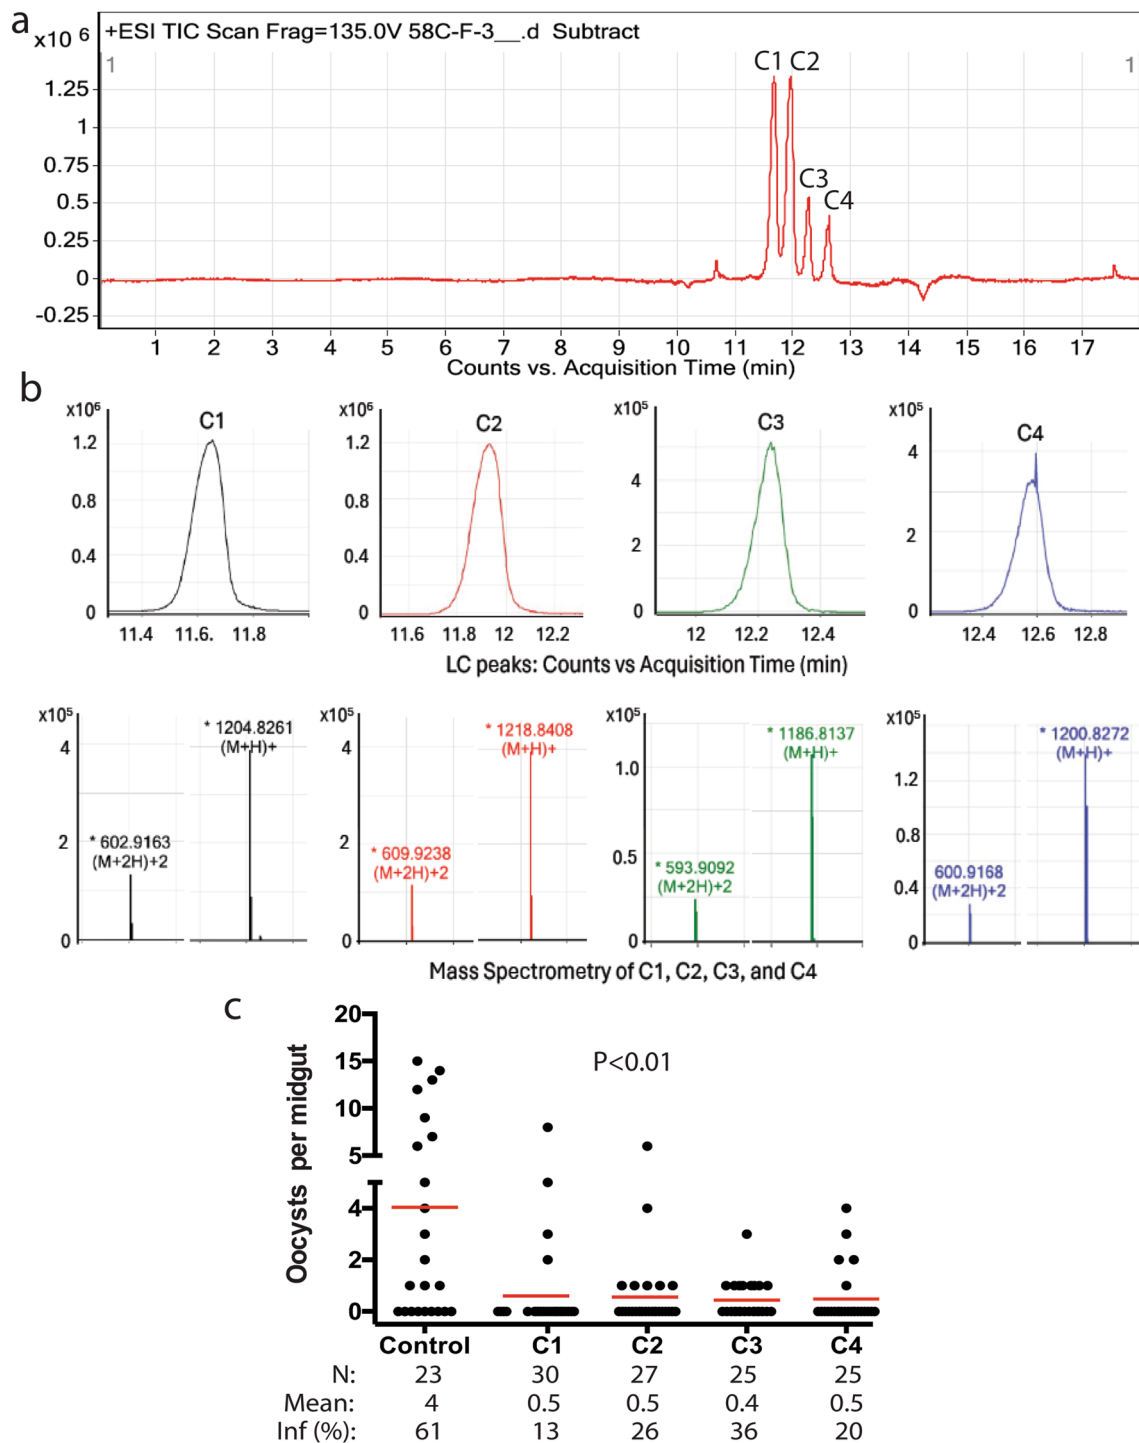 a
x10 6
+ESI TIC Scan Frag=135.0V 58C-F-3__.d Subtract
1 1
C1 C2
C3
C4
1.25
1
0.75
0.5
0.25
0
-0.25
1 2 3 4 5 6 7 8 9 10 11 12 13 14 15 16 17
Counts vs. Acquisition Time (min)
b
x10⁶ C1
1.2
0.8
0.4
0
11.4 11.6. 11.8
x10⁶ C2
1.2
0.8
0.4
0
11.6 11.8 12 12.2
x10⁵ C3
4
2
0
12 12.2 12.4
x10⁵ C4
4
2
0
12.4 12.6 12.8
LC peaks: Counts vs Acquisition Time (min)
x10⁵
4
2
0
* 602.9163
(M+2H)+2
* 1204.8261
(M+H)+
x10⁵
4
2
0
* 609.9238
(M+2H)+2
* 1218.8408
(M+H)+
x10⁵
1.0
0.5
0
* 593.9092
(M+2H)+2
* 1186.8137
(M+H)+
x10⁵
1.2
0.8
0.4
0
600.9168
(M+2H)+2
* 1200.8272
(M+H)+
Mass Spectrometry of C1, C2, C3, and C4
c
Oocysts per midgut
20
15
10
5
4
2
0
P<0.01
Control C1 C2 C3 C4
N: 23 30 27 25 25
Mean: 4 0.5 0.5 0.4 0.5
Inf (%): 61 13 26 36 20